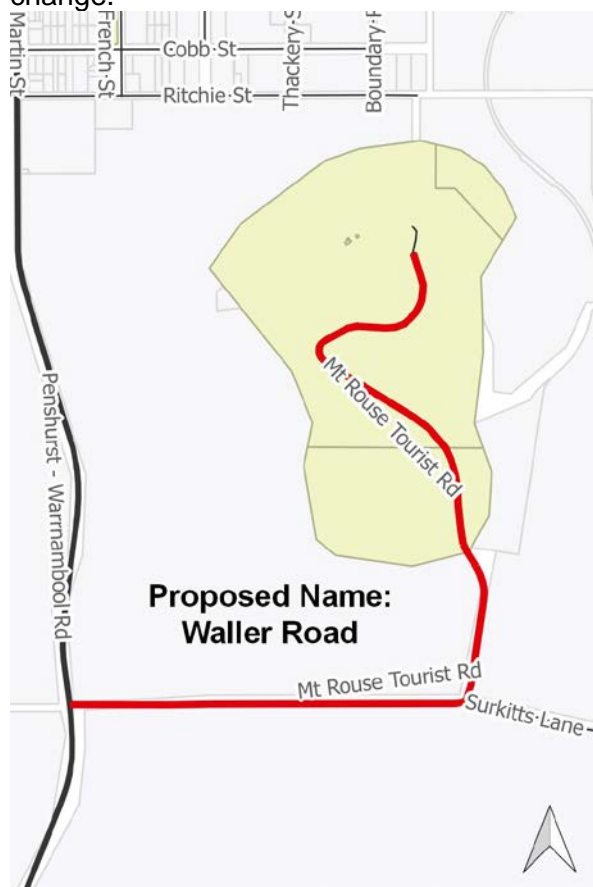 change.
Martin St
French St
Cobb St
Thackery S
Boundary R
Ritchie St
Mt Rouse Tourist Rd
Penshurst - Warrnambool Rd
Proposed Name:
Waller Road
Mt Rouse Tourist Rd
Surkitts Lane